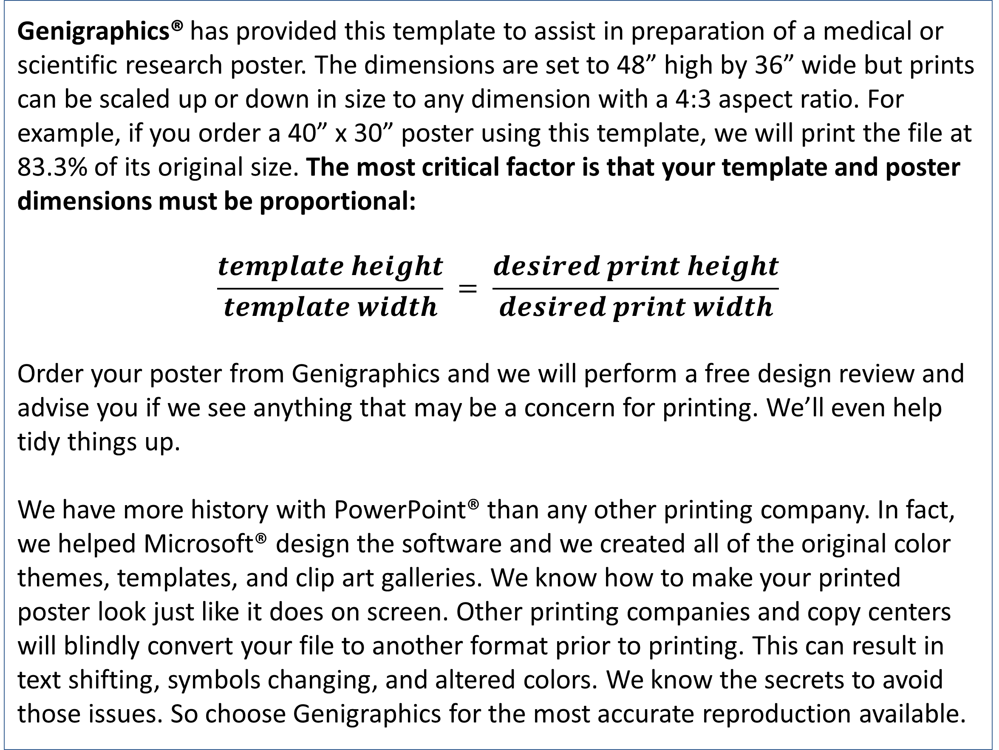 Genigraphics® has provided this template to assist in preparation of a medical or
scientific research poster. The dimensions are set to 48” high by 36” wide but prints
can be scaled up or down in size to any dimension with a 4:3 aspect ratio. For
example, if you order a 40” x 30” poster using this template, we will print the file at
83.3% of its original size. The most critical factor is that your template and poster
dimensions must be proportional:
template height / template width = desired print height / desired print width
Order your poster from Genigraphics and we will perform a free design review and
advise you if we see anything that may be a concern for printing. We’ll even help
tidy things up.
We have more history with PowerPoint® than any other printing company. In fact,
we helped Microsoft® design the software and we created all of the original color
themes, templates, and clip art galleries. We know how to make your printed
poster look just like it does on screen. Other printing companies and copy centers
will blindly convert your file to another format prior to printing. This can result in
text shifting, symbols changing, and altered colors. We know the secrets to avoid
those issues. So choose Genigraphics for the most accurate reproduction available.